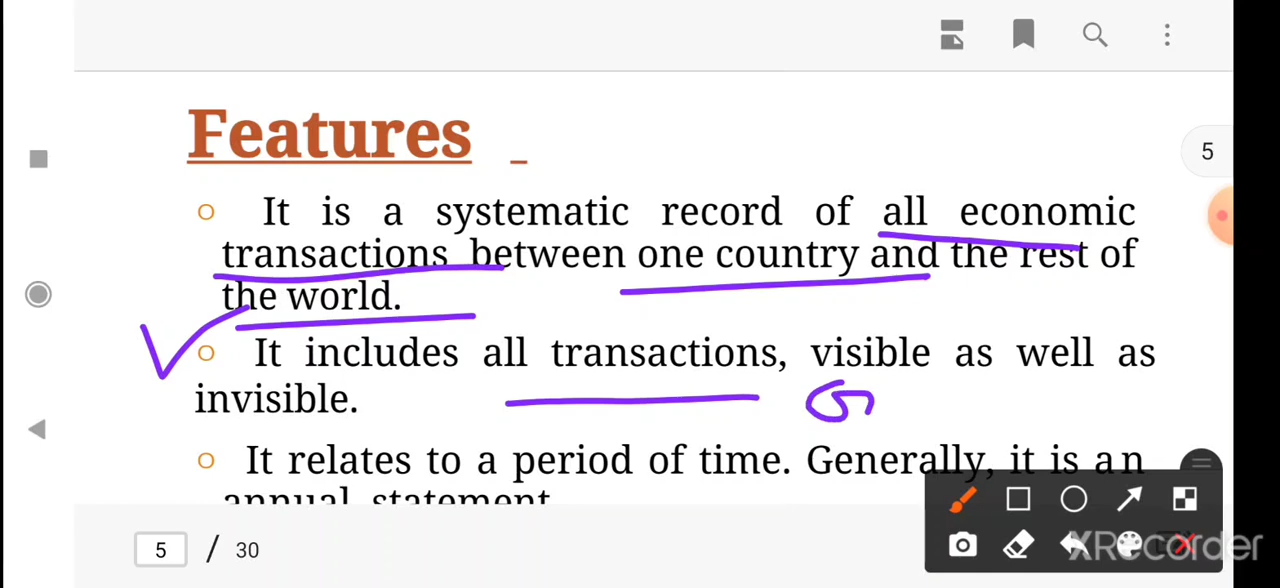 Features
5
o It is a systematic record of all economic
transactions between one country and the rest of
the world.
o It includes all transactions, visible as well as
invisible.
o It relates to a period of time. Generally, it is an
annual statement
5 / 30
XRecorder